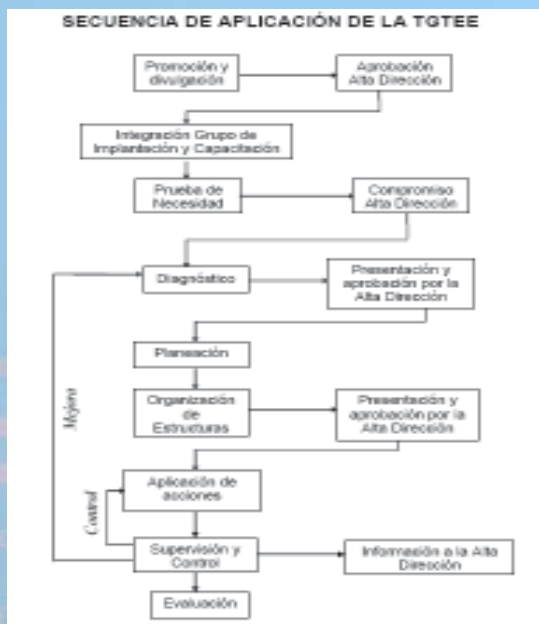 SECUENCIA DE APLICACIÓN DE LA TGTEE
Promoción y
divulgación
Aprobación
Alta Dirección
Integración Grupo de
Implantación y Capacitación
Prueba de
Necesidad
Compromiso
Alta Dirección
Diagnóstico
Presentación y
aprobación por la
Alta Dirección
Planeación
Organización
de
Estructuras
Presentación y
aprobación por la
Alta Dirección
Mejora
Aplicación de
acciones
Control
Supervisión y
Control
Información a la Alta
Dirección
Evaluación